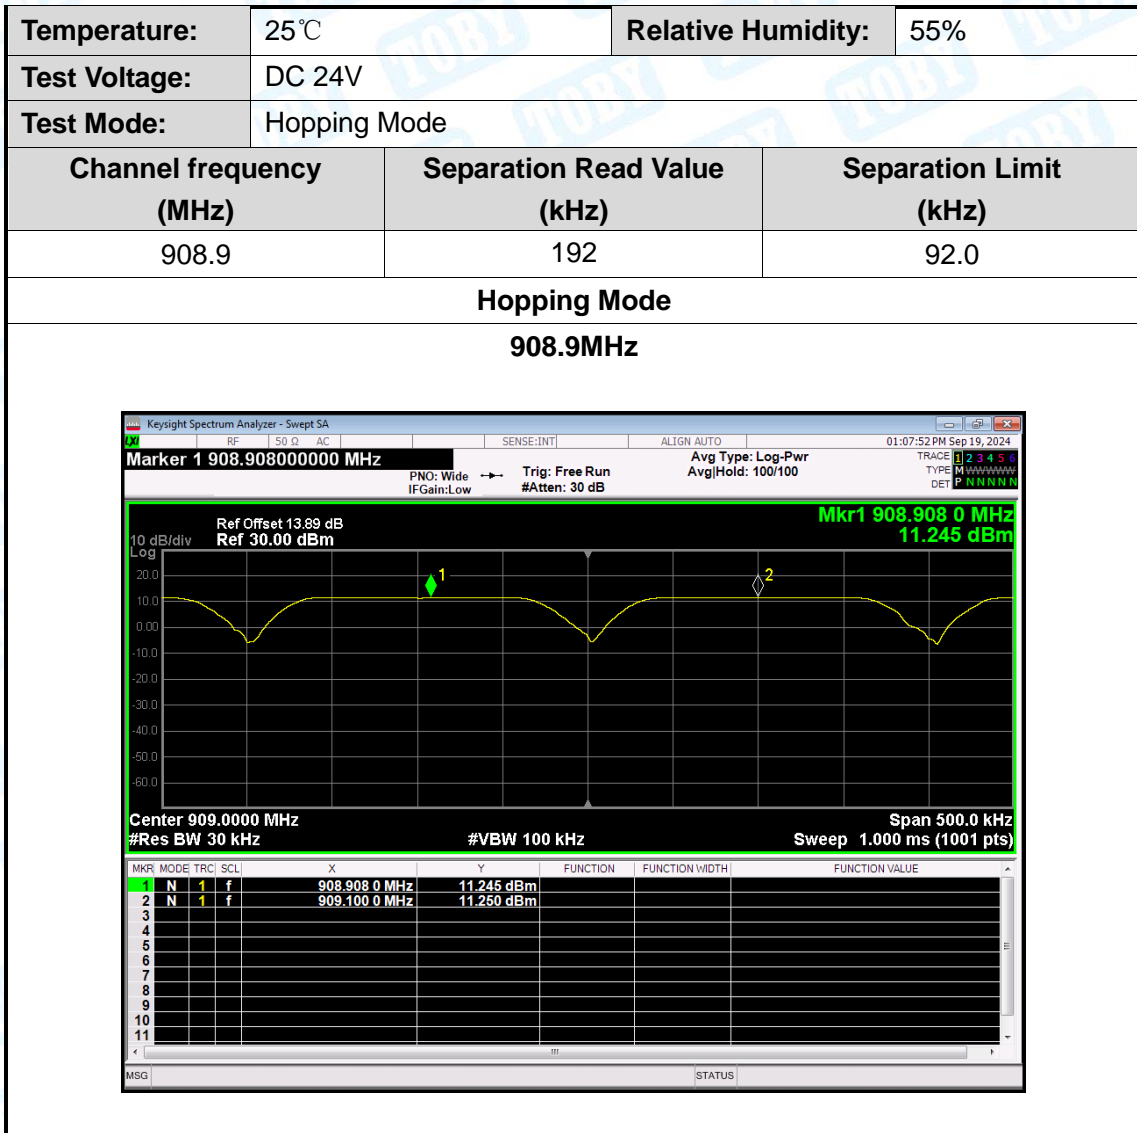 Temperature: 25℃ Relative Humidity: 55%
Test Voltage: DC 24V
Test Mode: Hopping Mode
Channel frequency (MHz) Separation Read Value (kHz) Separation Limit (kHz)
908.9 192 92.0
Hopping Mode
908.9MHz
Keysight Spectrum Analyzer - Swept SA
LXI RF 50 Ω AC SENSE:INT ALIGN AUTO 01:07:52 PM Sep 19, 2024
Marker 1 908.908000000 MHz
PNO: Wide
IFGain:Low
Trig: Free Run
#Atten: 30 dB
Avg Type: Log-Pwr
Avg|Hold: 100/100
TRACE 1 2 3 4 5 6
TYPE M WWWWW
DET P N N N N N
Mkr1 908.908 0 MHz
11.245 dBm
Ref Offset 13.89 dB
10 dB/div Ref 30.00 dBm
Log
20.0
10.0
0.00
-10.0
-20.0
-30.0
-40.0
-50.0
-60.0
1
2
Center 909.0000 MHz Span 500.0 kHz
#Res BW 30 kHz #VBW 100 kHz Sweep 1.000 ms (1001 pts)
MKR MODE TRC SCL X Y FUNCTION FUNCTION WIDTH FUNCTION VALUE
1 N 1 f 908.908 0 MHz 11.245 dBm
2 N 1 f 909.100 0 MHz 11.250 dBm
3
4
5
6
7
8
9
10
11
MSG STATUS
TOBY